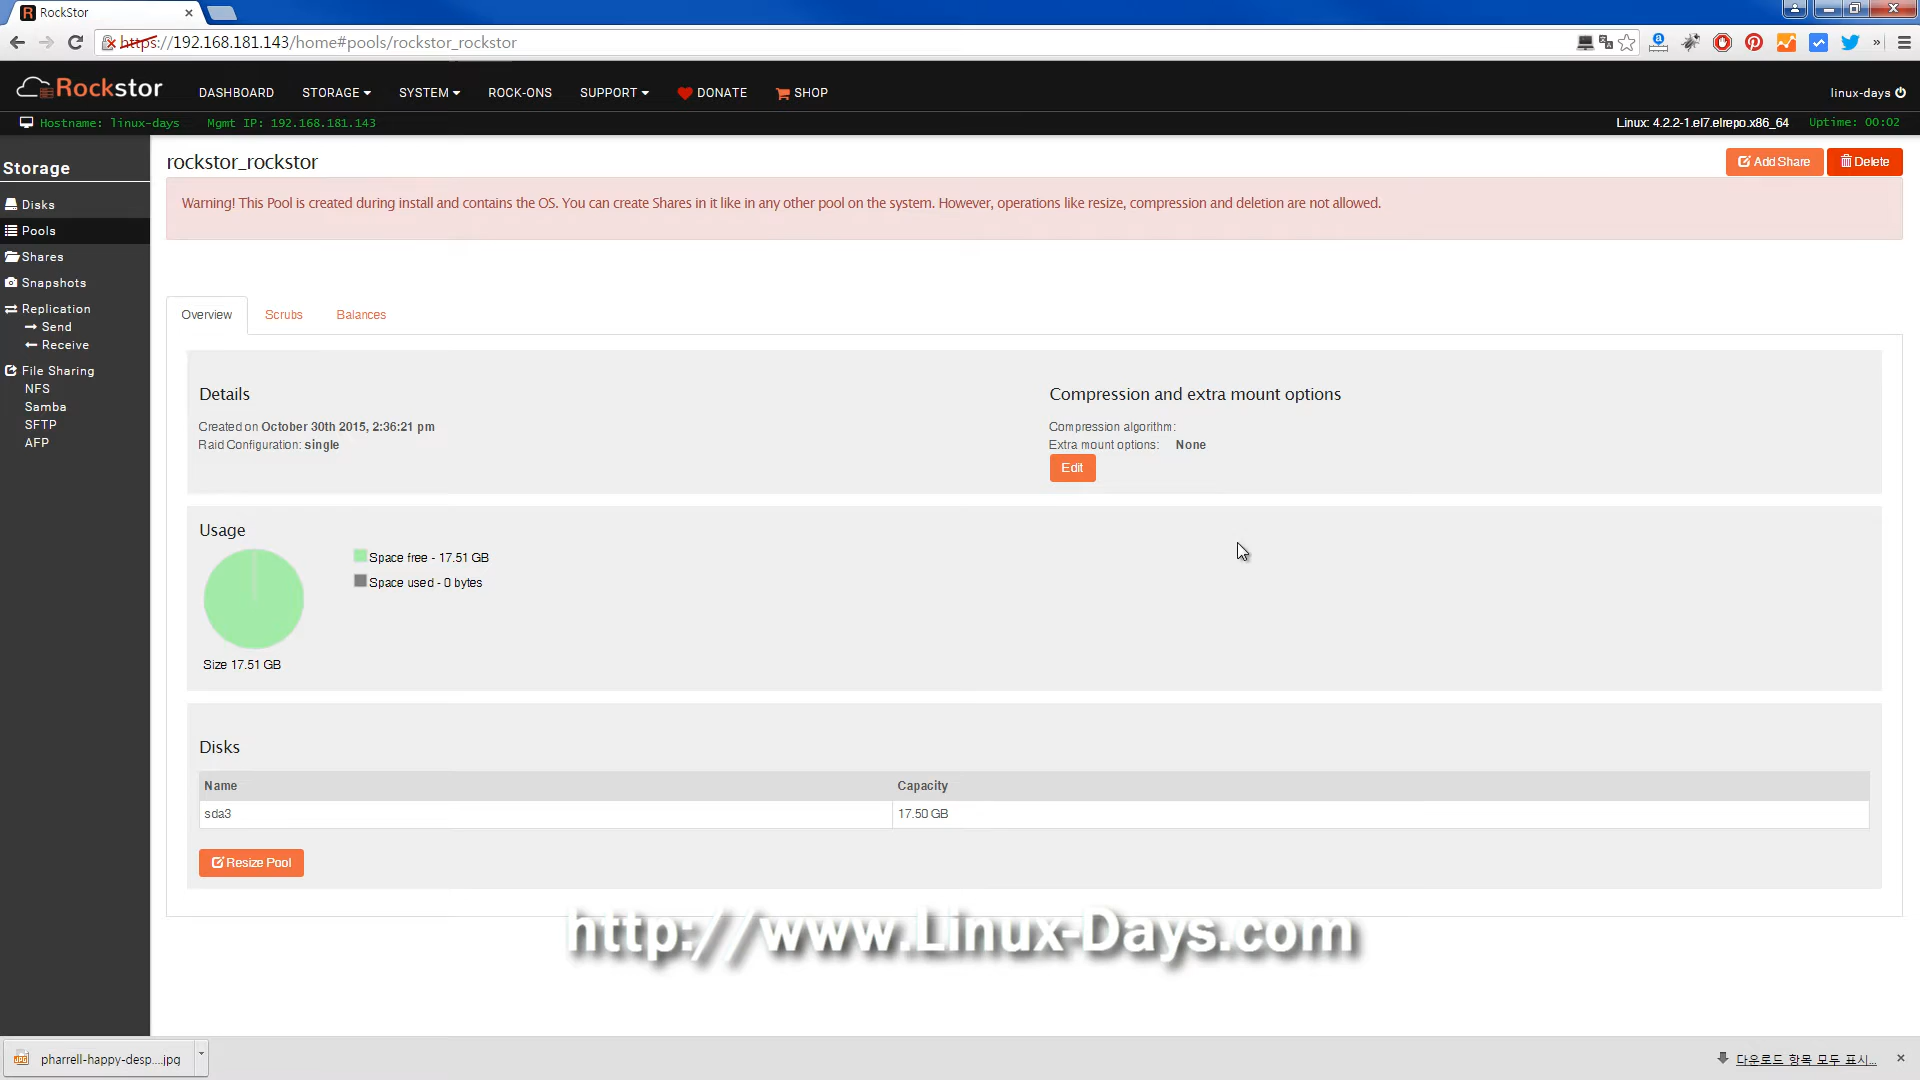 RockStor
https://192.168.181.143/home#pools/rockstor_rockstor
Rockstor
DASHBOARD
STORAGE
SYSTEM
ROCK-ONS
SUPPORT
DONATE
SHOP
linux-days
Hostname: linux-days
Mgmt IP: 192.168.181.143
Linux: 4.2.2-1.el7.elrepo.x86_64
Uptime: 00:02
Storage
Disks
Pools
Shares
Snapshots
Replication
Send
Receive
File Sharing
NFS
Samba
SFTP
AFP
rockstor_rockstor
Add Share
Delete
Warning! This Pool is created during install and contains the OS. You can create Shares in it like in any other pool on the system. However, operations like resize, compression and deletion are not allowed.
Overview
Scrubs
Balances
Details
Created on October 30th 2015, 2:36:21 pm
Raid Configuration: single
Compression and extra mount options
Compression algorithm:
Extra mount options: None
Edit
Usage
Space free - 17.51 GB
Space used - 0 bytes
Size 17.51 GB
Disks
Name
Capacity
sda3
17.50 GB
Resize Pool
http://www.Linux-Days.com
pharrell-happy-desp....jpg
다운로드 항목 모두 표시...